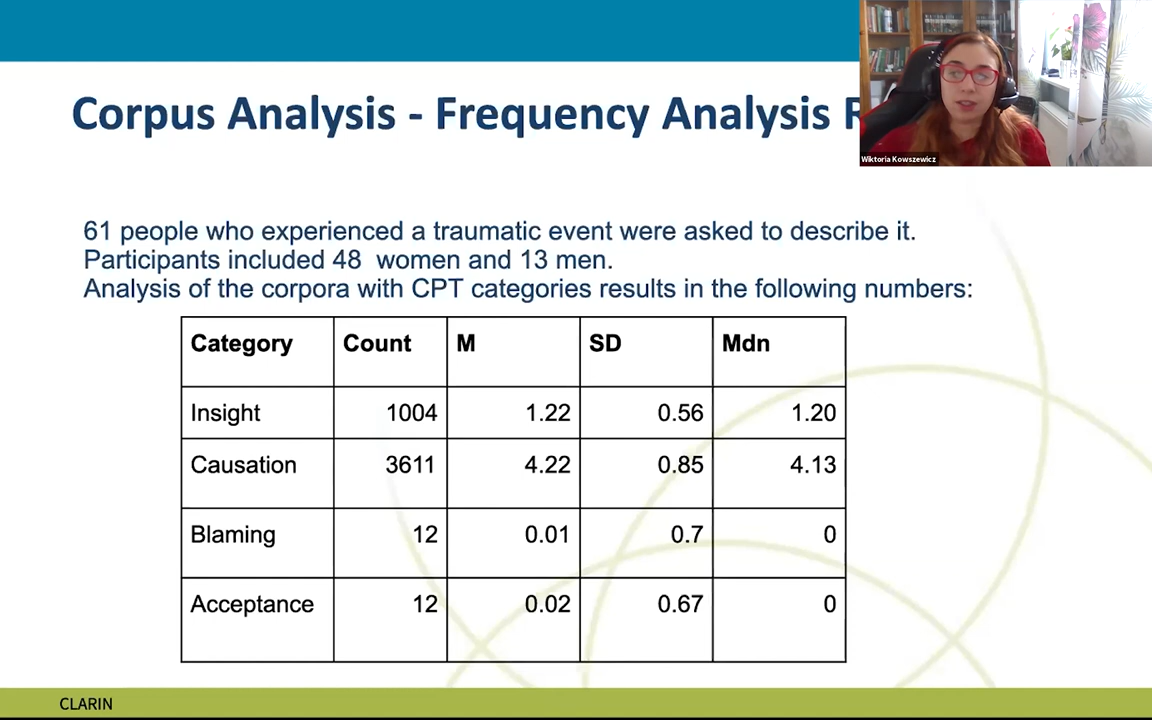 Corpus Analysis - Frequency Analysis
Wiktoria Kowszewicz
61 people who experienced a traumatic event were asked to describe it.
Participants included 48 women and 13 men.
Analysis of the corpora with CPT categories results in the following numbers:
Category Count M SD Mdn
Insight 1004 1.22 0.56 1.20
Causation 3611 4.22 0.85 4.13
Blaming 12 0.01 0.7 0
Acceptance 12 0.02 0.67 0
CLARIN